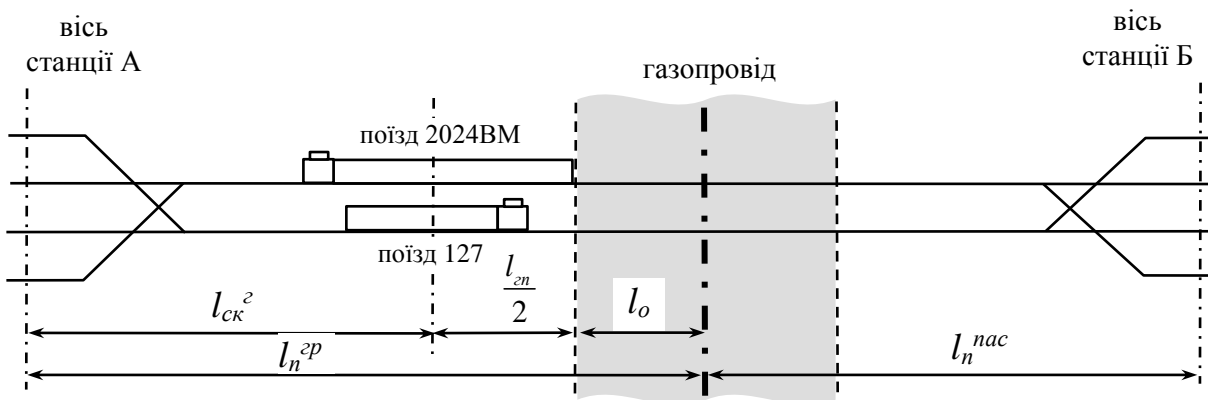 вісь
станції А
вісь
станції Б
газопровід
поїзд 2024ВМ
поїзд 127
l_гп
2
l_ск^г
l_о
l_п^гр
l_п^пас